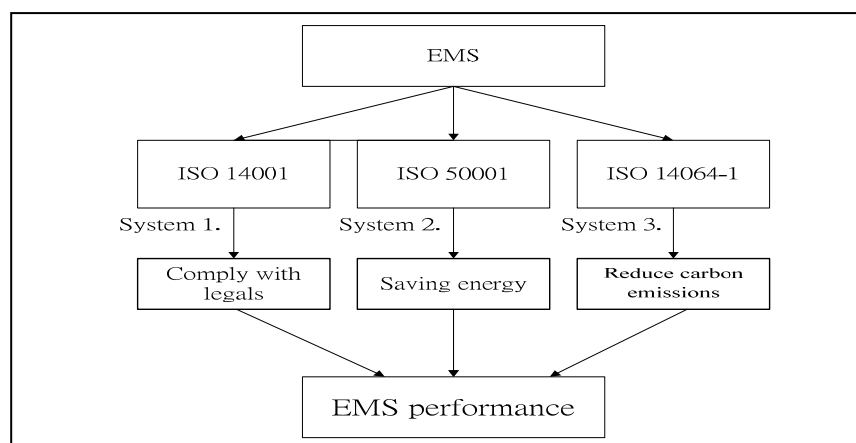 EMS
ISO 14001
ISO 50001
ISO 14064-1
System 1.
System 2.
System 3.
Comply with
legals
Saving energy
Reduce carbon
emissions
EMS performance